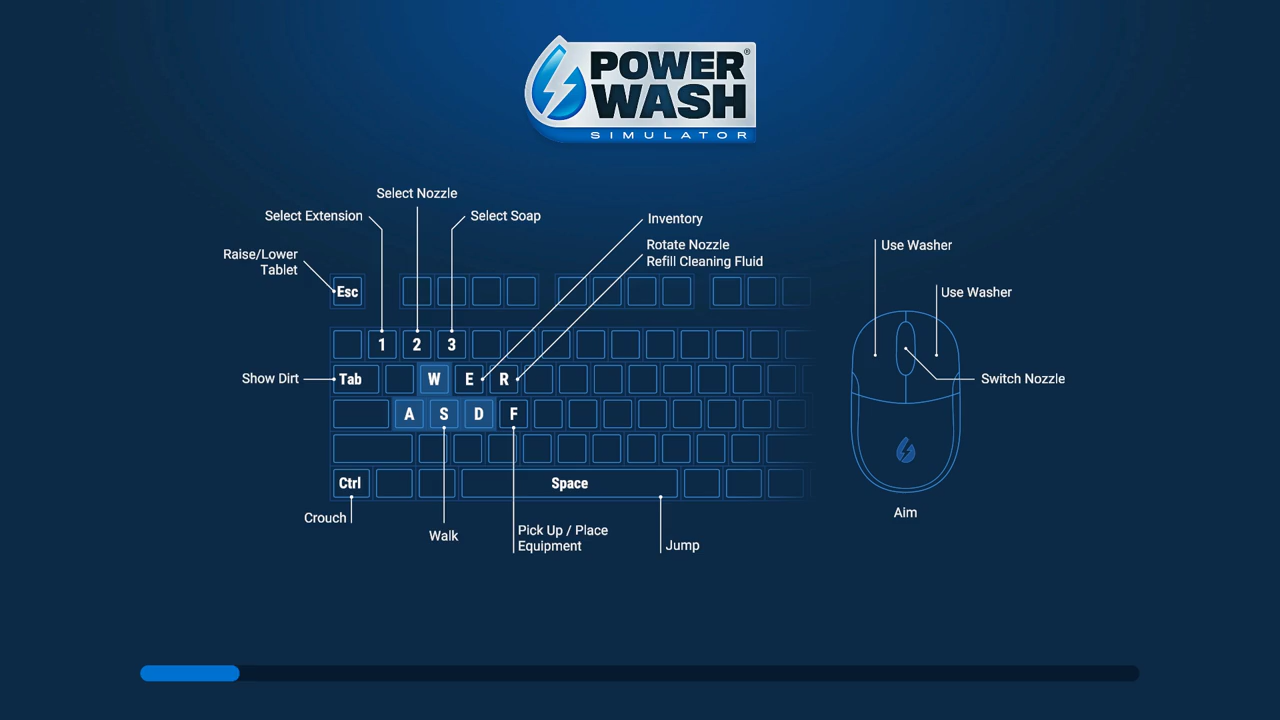 POWER®
WASH
SIMULATOR
Select Nozzle
Select Extension
Select Soap
Inventory
Rotate Nozzle
Refill Cleaning Fluid
Raise/Lower
Tablet
Use Washer
Use Washer
Esc
1 2 3
Show Dirt
Tab W E R
Switch Nozzle
A S D F
Ctrl Space
Crouch
Walk
Pick Up / Place
Equipment
Jump
Aim